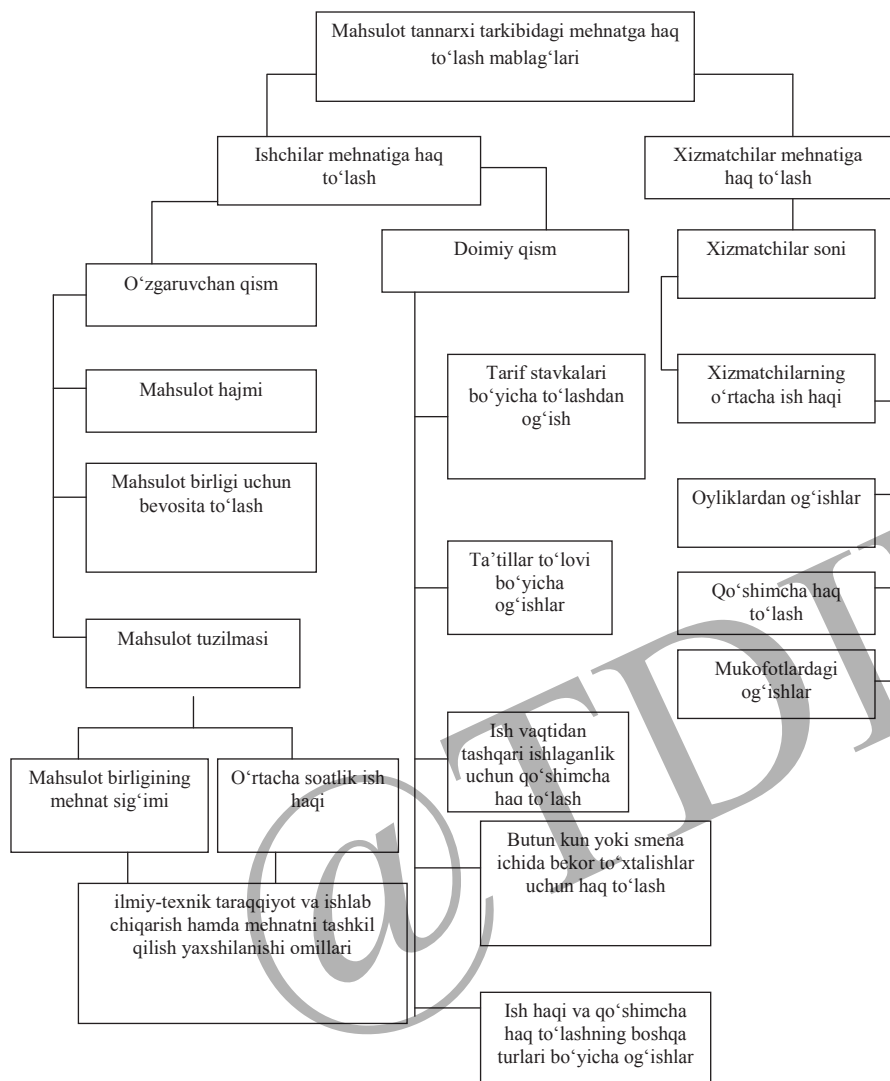 Mahsulot tannarxi tarkibidagi mehnatga haq
to‘lash mablag‘lari
Ishchilar mehnatiga haq
to‘lash
Xizmatchilar mehnatiga
haq to‘lash
O‘zgaruvchan qism
Doimiy qism
Xizmatchilar soni
Mahsulot hajmi
Tarif stavkalari
bo‘yicha to‘lashdan
og‘ish
Xizmatchilarning
o‘rtacha ish haqi
Mahsulot birligi uchun
bevosita to‘lash
Oyliklardan og‘ishlar
Ta’tillar to‘lovi
bo‘yicha
og‘ishlar
Qo‘shimcha haq
to‘lash
Mahsulot tuzilmasi
Mukofotlardagi
og‘ishlar
Mahsulot birligining
mehnat sig‘imi
O‘rtacha soatlik ish
haqi
Ish vaqtidan
tashqari ishlaganlik
uchun qo‘shimcha
haq to‘lash
Butun kun yoki smena
ichida bekor to‘xtalishlar
uchun haq to‘lash
ilmiy-texnik taraqqiyot va ishlab
chiqarish hamda mehnatni tashkil
qilish yaxshilanishi omillari
Ish haqi va qo‘shimcha
haq to‘lashning boshqa
turlari bo‘yicha og‘ishlar